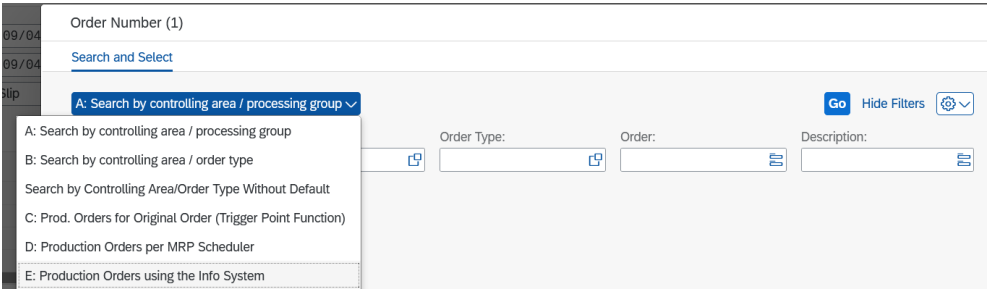 Order Number (1)
09/04
Search and Select
09/04
Slip
A: Search by controlling area / processing group
Go
Hide Filters
A: Search by controlling area / processing group
Order Type:
Order:
Description:
B: Search by controlling area / order type
Search by Controlling Area/Order Type Without Default
C: Prod. Orders for Original Order (Trigger Point Function)
D: Production Orders per MRP Scheduler
E: Production Orders using the Info System